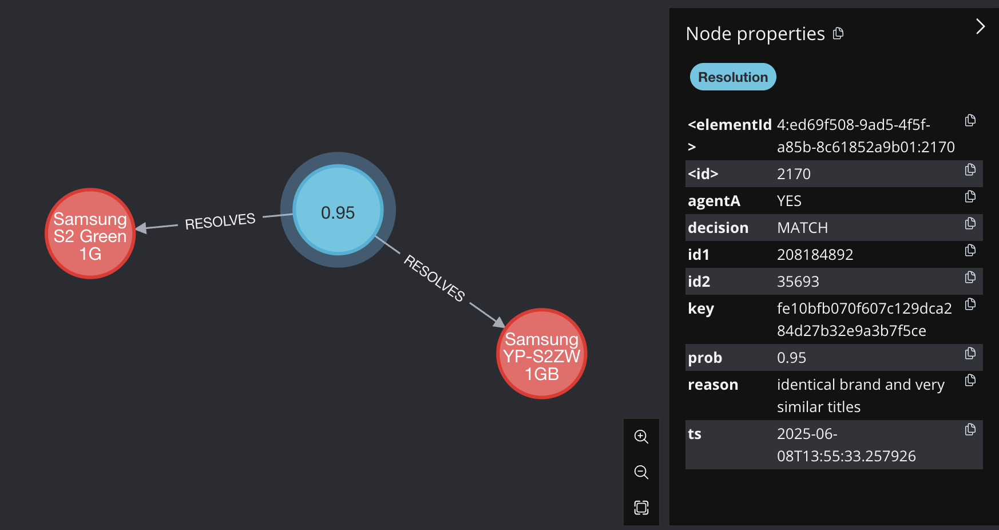 Samsung
S2 Green
1G
RESOLVES
0.95
RESOLVES
Samsung
YP-S2ZW
1GB
Node properties
Resolution
<elementId 4:ed69f508-9ad5-4f5f-
> a85b-8c61852a9b01:2170
<id> 2170
agentA YES
decision MATCH
id1 208184892
id2 35693
key fe10bfb070f607c129dca2
84d27b32e9a3b7f5ce
prob 0.95
reason identical brand and very
similar titles
ts 2025-06-
08T13:55:33.257926